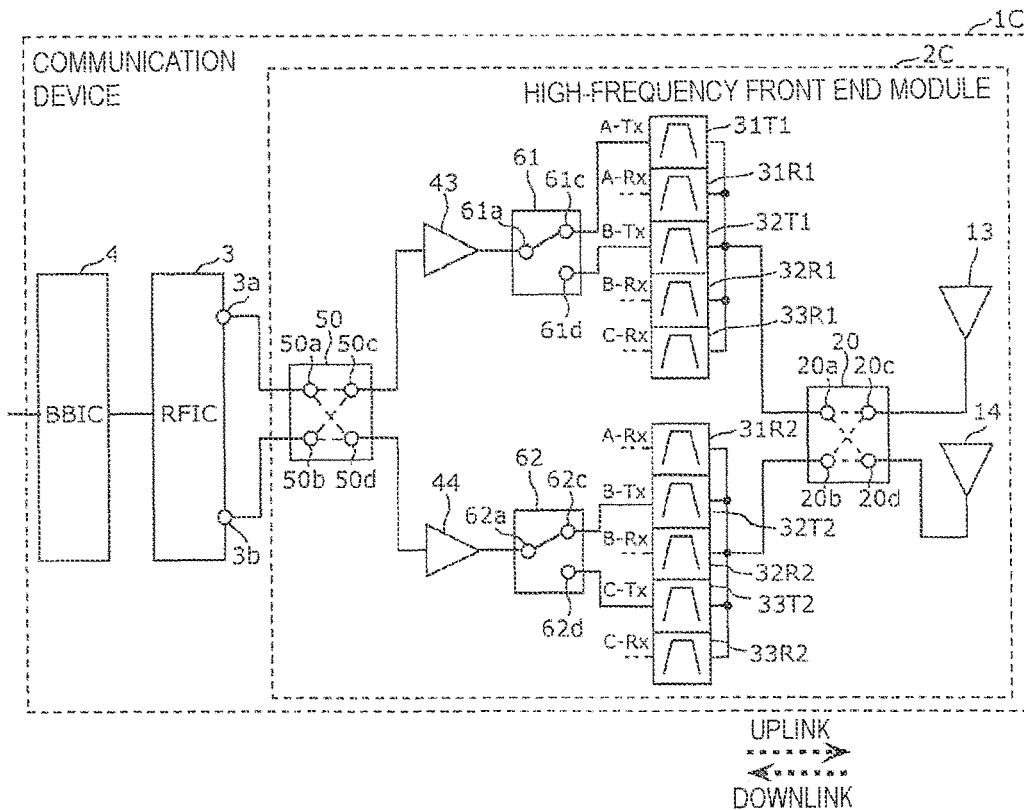 1C
COMMUNICATION
DEVICE
2C
HIGH-FREQUENCY FRONT END MODULE
A-Tx
31T1
A-Rx
31R1
61
61c
43
61a
B-Tx
32T1
B-Rx
32R1
61d
C-Rx
33R1
13
4
3
3a
50
50a
50c
20
20a
20c
BBIC
RFIC
50b
50d
A-Rx
31R2
14
20b
20d
44
62
62c
62a
B-Tx
32T2
B-Rx
32R2
3b
C-Tx
33T2
62d
C-Rx
33R2
UPLINK
DOWNLINK